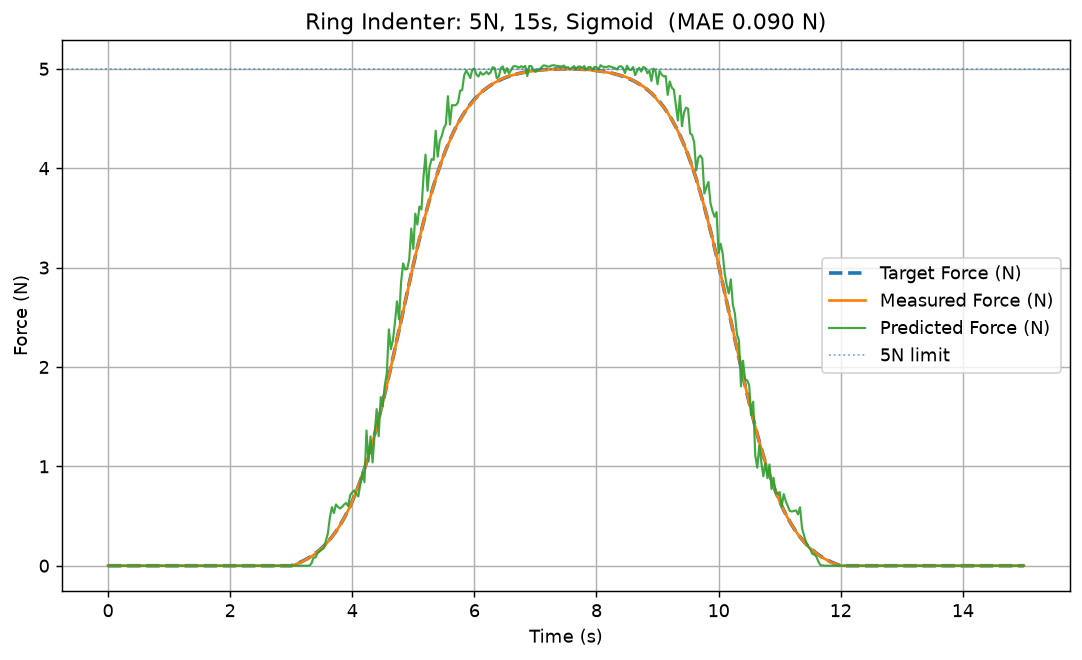 Ring Indenter: 5N, 15s, Sigmoid (MAE 0.090 N)
Force (N)
5
4
3
2
1
0
Target Force (N)
Measured Force (N)
Predicted Force (N)
5N limit
0 2 4 6 8 10 12 14
Time (s)